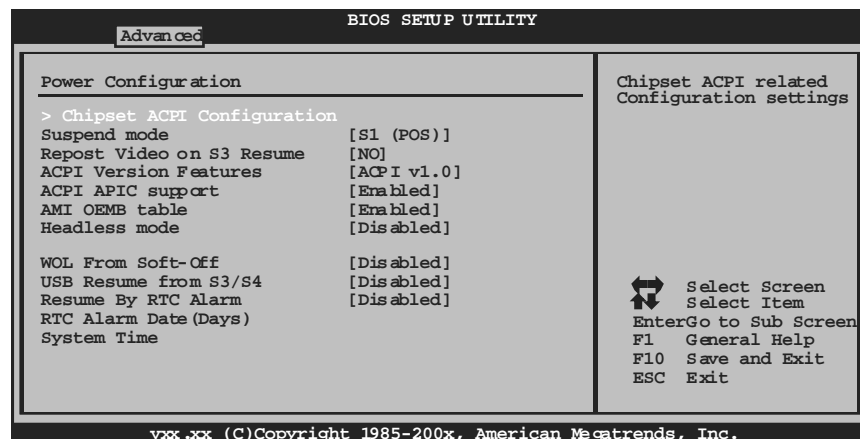 BIOS SETUP UTILITY
Advanced
Power Configuration
> Chipset ACPI Configuration
Suspend mode [S1 (POS)]
Repost Video on S3 Resume [NO]
ACPI Version Features [ACPI v1.0]
ACPI APIC support [Enabled]
AMI OEMB table [Enabled]
Headless mode [Disabled]
WOL From Soft-Off [Disabled]
USB Resume from S3/S4 [Disabled]
Resume By RTC Alarm [Disabled]
RTC Alarm Date(Days)
System Time
Chipset ACPI related
Configuration settings
Select Screen
Select Item
EnterGo to Sub Screen
F1 General Help
F10 Save and Exit
ESC Exit
vxx.xx (C)Copyright 1985-200x, American Megatrends, Inc.